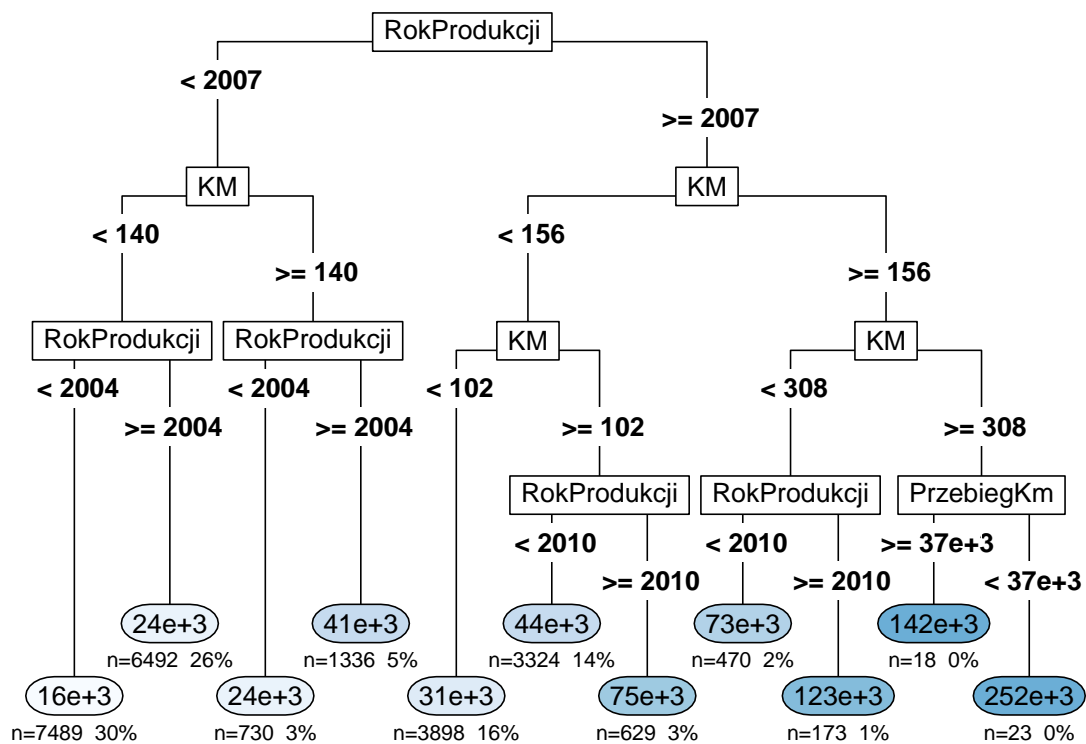 RokProdukcji
< 2007
>= 2007
KM
KM
< 140
< 156
>= 140
>= 156
RokProdukcji
RokProdukcji
KM
KM
< 2004
< 2004
< 102
< 308
>= 2004
>= 2004
>= 102
>= 308
RokProdukcji
RokProdukcji
PrzebiegKm
< 2010
< 2010
>= 37e+3
>= 2010
>= 2010
< 37e+3
24e+3
41e+3
44e+3
73e+3
142e+3
n=6492 26%
n=1336 5%
n=3324 14%
n=470 2%
n=18 0%
16e+3
24e+3
31e+3
75e+3
123e+3
252e+3
n=7489 30%
n=730 3%
n=3898 16%
n=629 3%
n=173 1%
n=23 0%